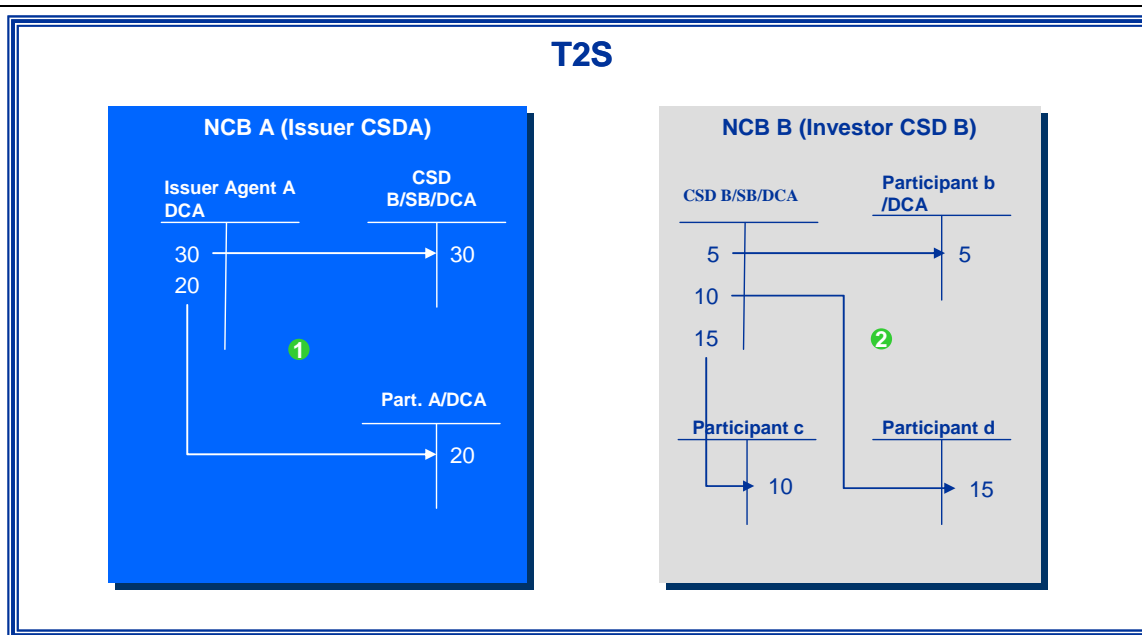 T2S
NCB A (Issuer CSDA)
Issuer Agent A
DCA
CSD
B/SB/DCA
30
30
20
1
Part. A/DCA
20
NCB B (Investor CSD B)
CSD B/SB/DCA
Participant b
/DCA
5
5
10
15
2
Participant c
Participant d
10
15